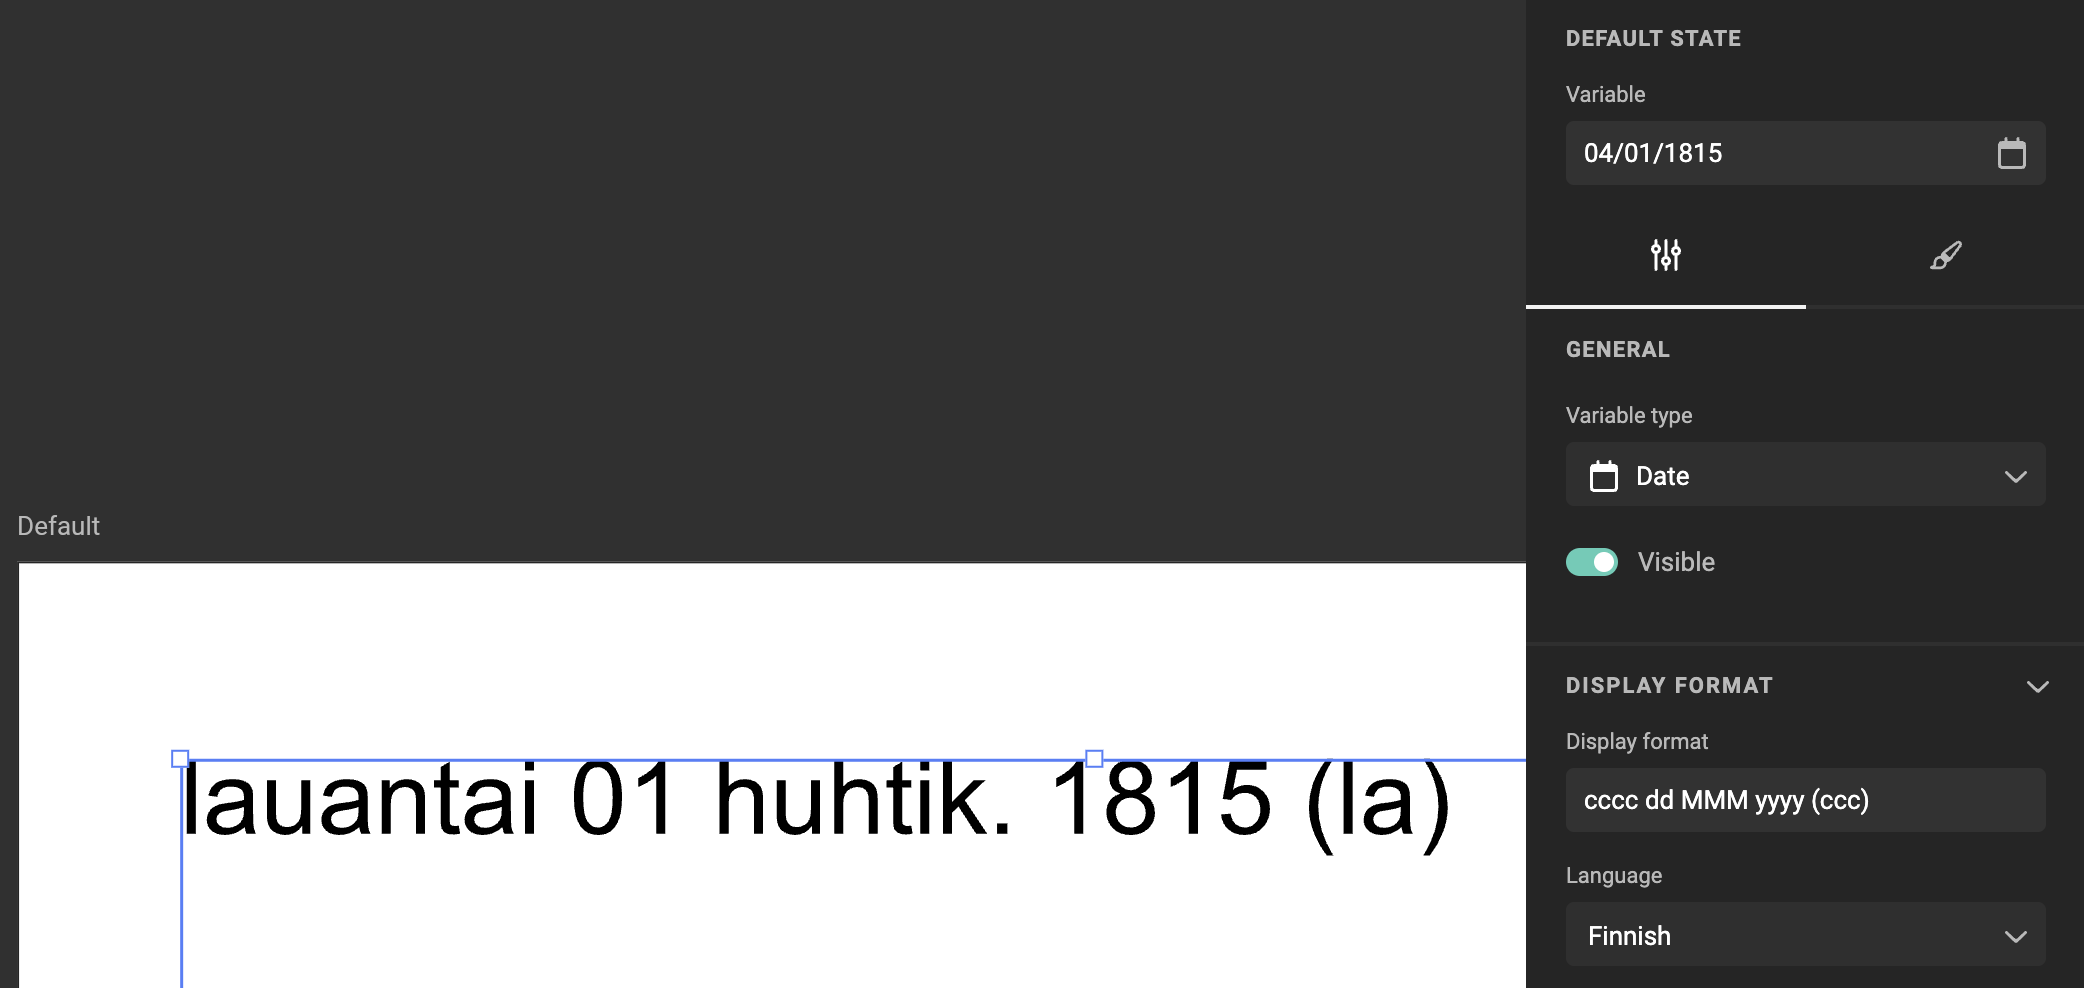 DEFAULT STATE
Variable
04/01/1815
GENERAL
Variable type
Date
Visible
DISPLAY FORMAT
Display format
cccc dd MMM yyyy (ccc)
Language
Finnish
Default
lauantai 01 huhtik. 1815 (la)